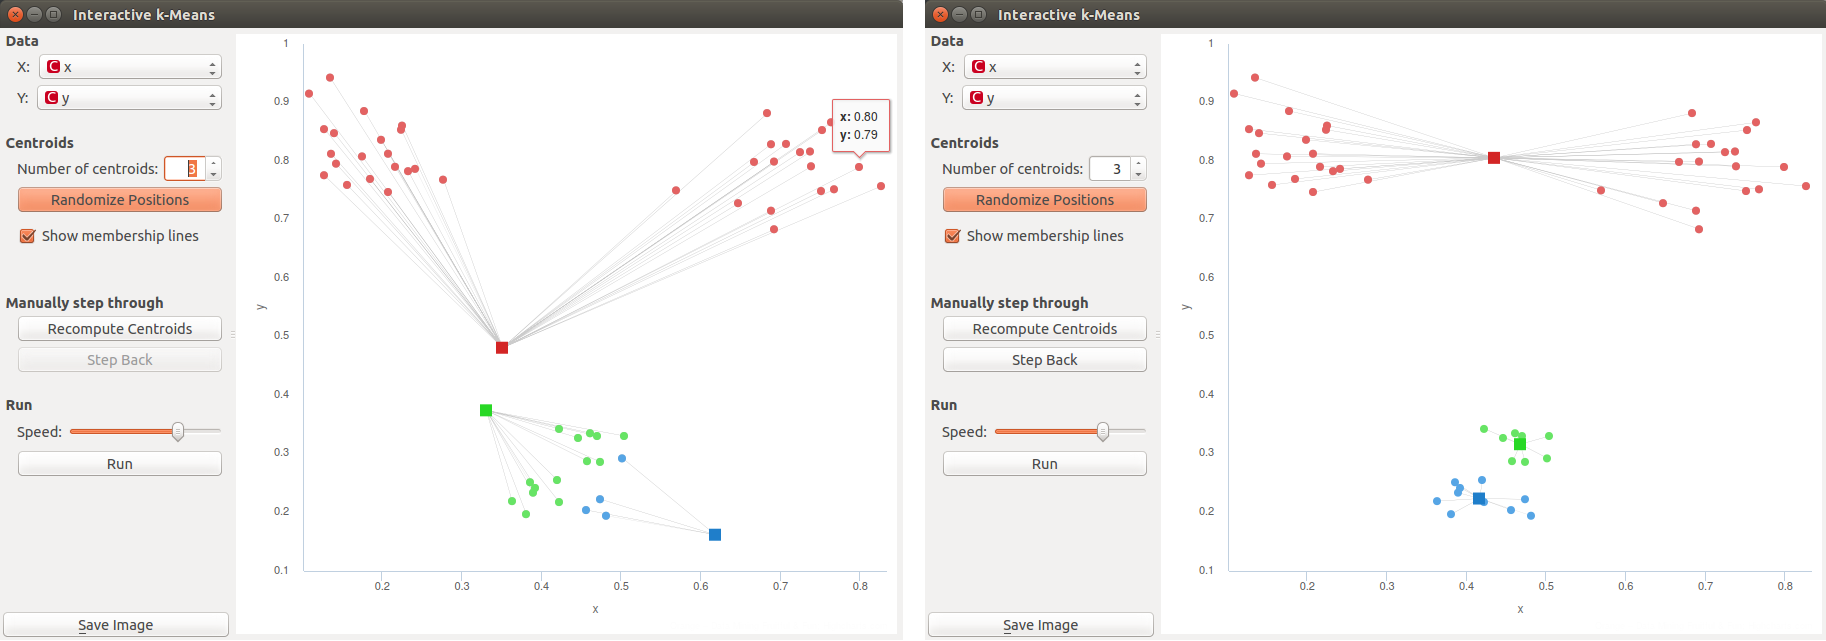 Interactive k-Means
Data
X: C x
Y: C y
Centroids
Number of centroids: 3
Randomize Positions
Show membership lines
Manually step through
Recompute Centroids
Step Back
Run
Speed:
Run
Save Image
1
0.9
0.8
0.7
0.6
0.5
0.4
0.3
0.2
0.1
y
x: 0.80
y: 0.79
0.2 0.3 0.4 0.5 0.6 0.7 0.8
x
Interactive k-Means
Data
X: C x
Y: C y
Centroids
Number of centroids: 3
Randomize Positions
Show membership lines
Manually step through
Recompute Centroids
Step Back
Run
Speed:
Run
Save Image
1
0.9
0.8
0.7
0.6
0.5
0.4
0.3
0.2
0.1
y
0.2 0.3 0.4 0.5 0.6 0.7 0.8
x